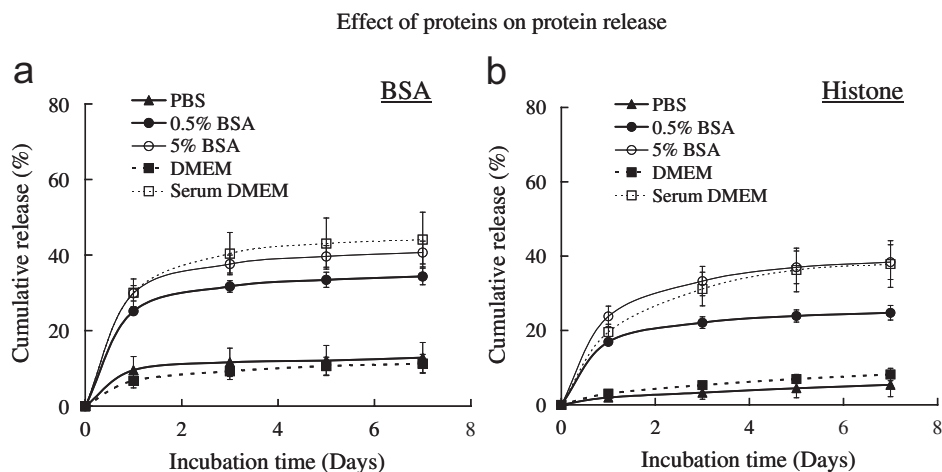 Effect of proteins on protein release
a
BSA
PBS
0.5% BSA
5% BSA
DMEM
Serum DMEM
80
60
40
20
0
0 2 4 6 8
Cumulative release (%)
Incubation time (Days)
b
Histone
PBS
0.5% BSA
5% BSA
DMEM
Serum DMEM
80
60
40
20
0
0 2 4 6 8
Cumulative release (%)
Incubation time (Days)